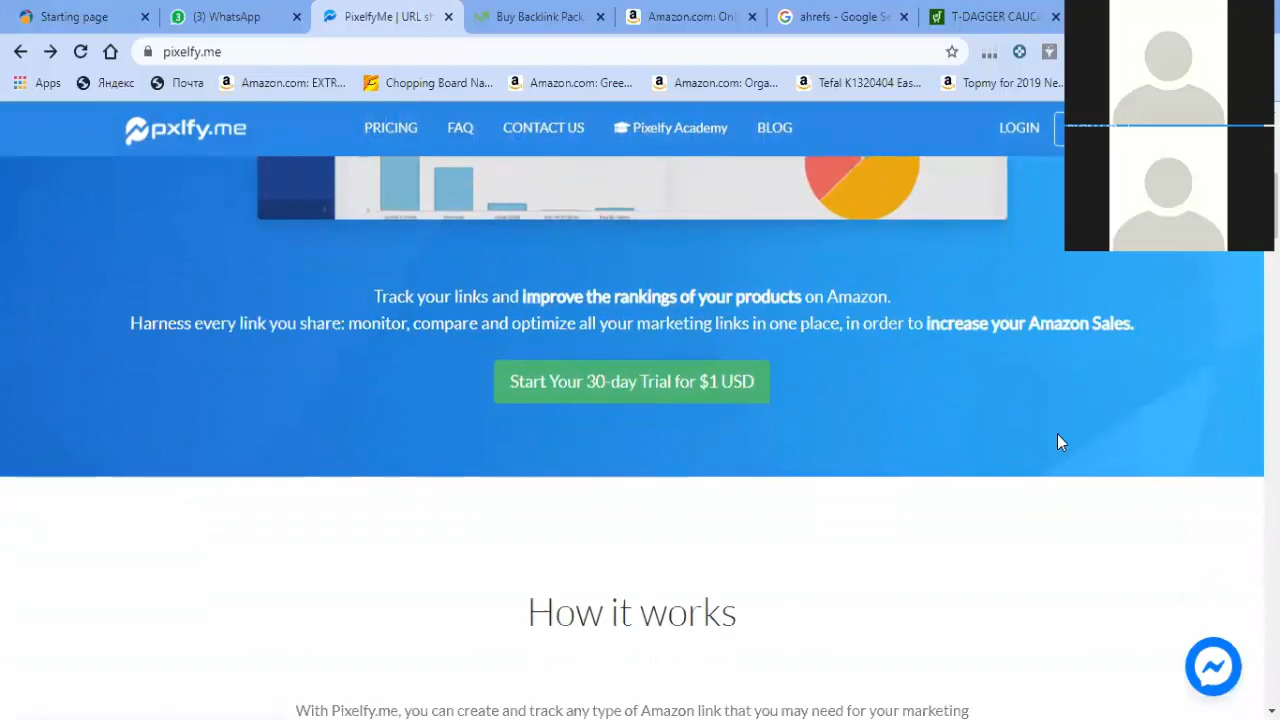 Starting page
(3) WhatsApp
PixelfyMe | URL sh
Buy Backlink Pack
Amazon.com: Onl
ahrefs - Google Se
T-DAGGER CAUC
pixelfy.me
Apps
Яндекс
Почта
Amazon.com: EXTR...
Chopping Board Na...
Amazon.com: Gree...
Amazon.com: Orga...
Tefal K1320404 Eas...
Topmy for 2019 Ne...
pxlfy.me
PRICING
FAQ
CONTACT US
Pixelfy Academy
BLOG
LOGIN
Track your links and improve the rankings of your products on Amazon.
Harness every link you share: monitor, compare and optimize all your marketing links in one place, in order to increase your Amazon Sales.
Start Your 30-day Trial for $1 USD
How it works
With Pixelfy.me, you can create and track any type of Amazon link that you may need for your marketing